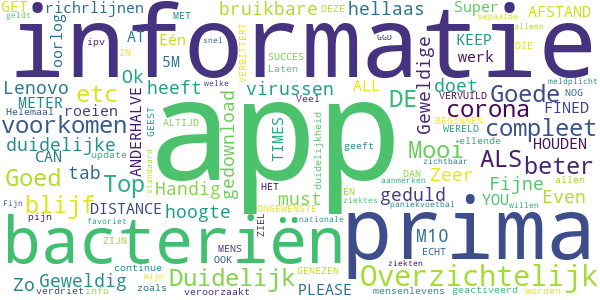 GET bruikbare hellaas Super DEZE bepaalde AFSTAND
geldt richrlijnen MET oorlog AT Eén KEEP alleen DIE
informatie
ipv IN snel VERBITTERT SUCCES GGD werk welke meldplicht
Lenovo 5M Ok heeft virussen Laten ALL Geweldige doet NOG
METER etc DE Goede VERVUILD FINED
Helemaal roeien ANDERHALVE GEEST Veel corona BEGINNEN HOUDEN
voorkomen ALTIJD gedownload TIMES duidelijkheid WERELD compleet
app
duidelijke CAN update standaard geeft Mooi ellende zichtbaar
Goed tab Top Handig HET must DAN aanmerken ALS beter
blijf DISTANCE hoogte ZIEL EN ziektes geduld Zeer Fijne allen Even
Fijn pijn favoriet ONGEWENSTE paniekvoetbal YOU willen
bacteriën prima
ZIJN MENS nationale M10 ECHT
zo Geweldig continue OOK GENEZEN ziekten
verdriet info mijn Duidelijk Overzichtelijk
zoals veroorzaakt PLEASE mensenlevens geactiveerd worden